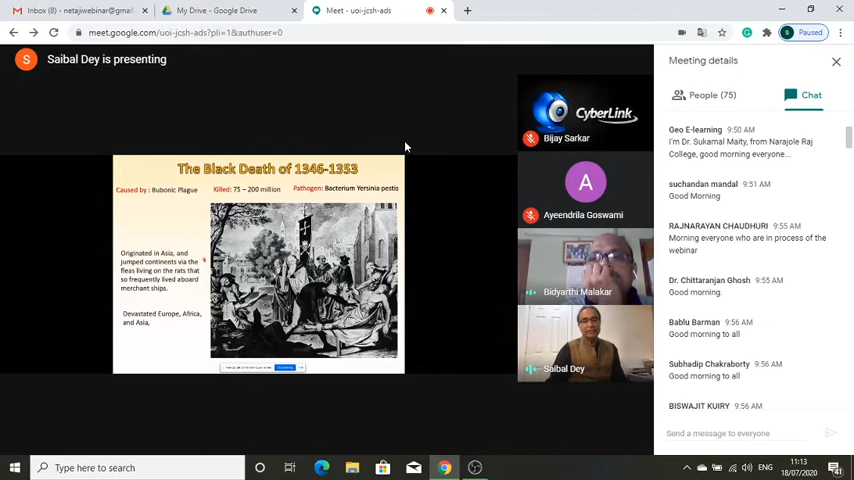 Inbox (8) - netajiwebinar@gmail.
My Drive - Google Drive
Meet - uoi-jcsh-ads
meet.google.com/uoi-jcsh-ads?pli=1&authuser=0
S
Paused
S
Saibal Dey is presenting
The Black Death of 1346-1353
Caused by : Bubonic Plague
Killed: 75 – 200 million
Pathogen: Bacterium Yersinia pestis
Originated in Asia, and
jumped continents via the
fleas living on the rats that
so frequently lived aboard
merchant ships.
Devastated Europe, Africa,
and Asia,
CyberLink
Bijay Sarkar
A
Ayeendrila Goswami
Bidyarthi Malakar
Saibal Dey
Meeting details
People (75)
Chat
Geo E-learning 9:50 AM
I'm Dr. Sukamal Maity, from Narajole Raj
College, good morning everyone...
suchandan mandal 9:51 AM
Good Morning
RAJNARAYAN CHAUDHURI 9:55 AM
Morning everyone who are in process of the
webinar
Dr. Chittaranjan Ghosh 9:55 AM
Good morning.
Bablu Barman 9:56 AM
Good morning to all
Subhadip Chakraborty 9:56 AM
Good morning to all
BISWAJIT KUIRY 9:56 AM
Send a message to everyone
Type here to search
ENG
11:13
18/07/2020